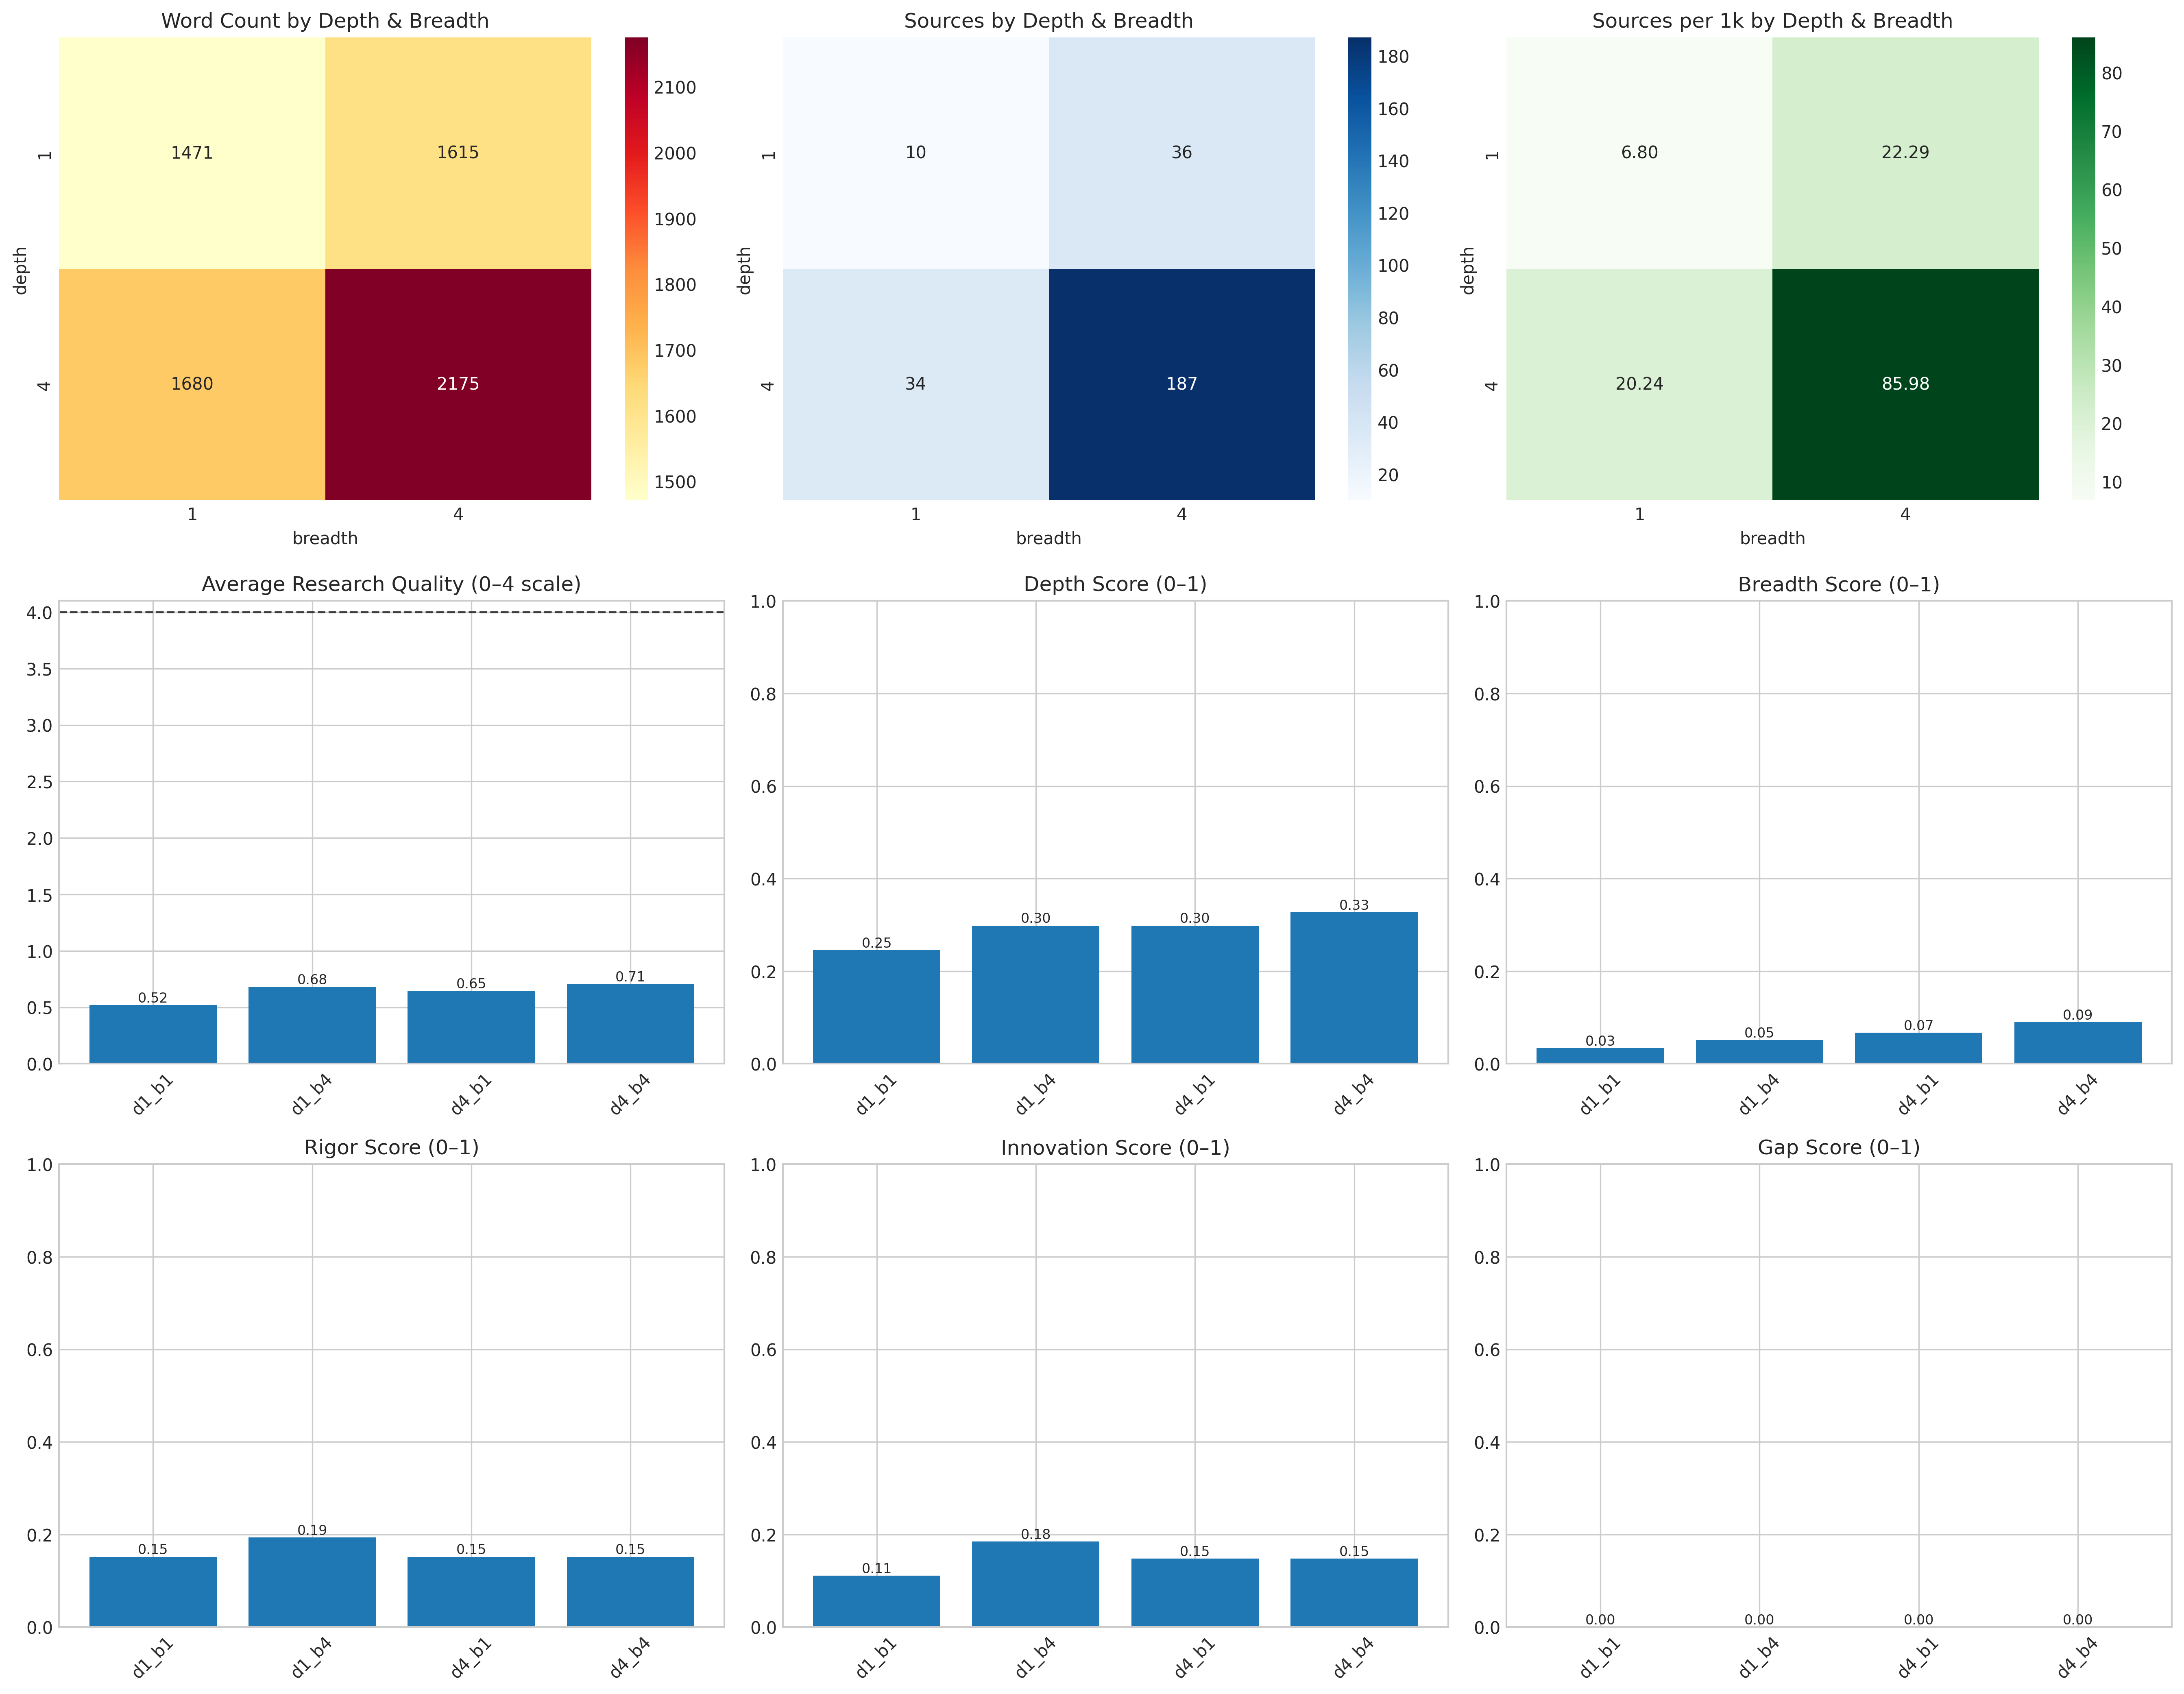 Word Count by Depth & Breadth
1471
1615
1680
2175
1
4
depth
1
4
breadth
2100
2000
1900
1800
1700
1600
1500
Sources by Depth & Breadth
10
36
34
187
1
4
depth
1
4
breadth
180
160
140
120
100
80
60
40
20
Sources per 1k by Depth & Breadth
6.80
22.29
20.24
85.98
1
4
depth
1
4
breadth
80
70
60
50
40
30
20
10
Average Research Quality (0–4 scale)
4.0
3.5
3.0
2.5
2.0
1.5
1.0
0.5
0.0
0.52
0.68
0.65
0.71
d1_b1
d1_b4
d4_b1
d4_b4
Depth Score (0–1)
1.0
0.8
0.6
0.4
0.2
0.0
0.25
0.30
0.30
0.33
d1_b1
d1_b4
d4_b1
d4_b4
Breadth Score (0–1)
1.0
0.8
0.6
0.4
0.2
0.0
0.03
0.05
0.07
0.09
d1_b1
d1_b4
d4_b1
d4_b4
Rigor Score (0–1)
1.0
0.8
0.6
0.4
0.2
0.0
0.15
0.19
0.15
0.15
d1_b1
d1_b4
d4_b1
d4_b4
Innovation Score (0–1)
1.0
0.8
0.6
0.4
0.2
0.0
0.11
0.18
0.15
0.15
d1_b1
d1_b4
d4_b1
d4_b4
Gap Score (0–1)
1.0
0.8
0.6
0.4
0.2
0.0
0.00
0.00
0.00
0.00
d1_b1
d1_b4
d4_b1
d4_b4